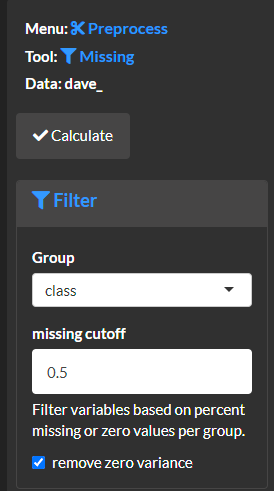 Menu: Preprocess
Tool: Missing
Data: dave_
Calculate
Filter
Group
class
missing cutoff
0.5
Filter variables based on percent
missing or zero values per group.
remove zero variance